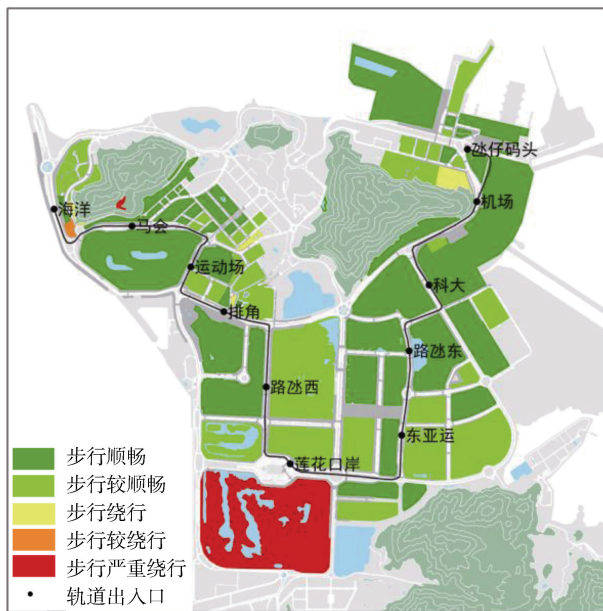 氹仔码头
机场
海洋
马会
运动场
科大
排角
路氹东
路氹西
东亚运
莲花口岸
步行顺畅
步行较顺畅
步行绕行
步行较绕行
步行严重绕行
轨道出入口